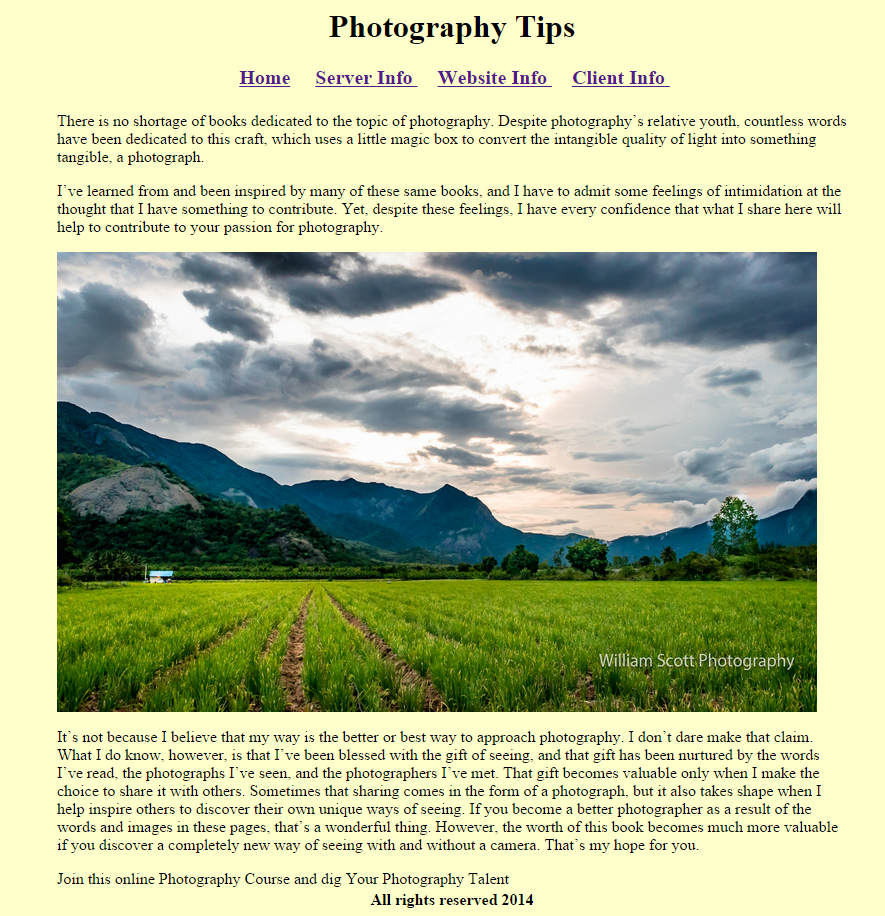 Photography Tips
Home Server Info Website Info Client Info
There is no shortage of books dedicated to the topic of photography. Despite photography's relative youth, countless words
have been dedicated to this craft, which uses a little magic box to convert the intangible quality of light into something
tangible, a photograph.
I've learned from and been inspired by many of these same books, and I have to admit some feelings of intimidation at the
thought that I have something to contribute. Yet, despite these feelings, I have every confidence that what I share here will
help to contribute to your passion for photography.
William Scott Photography
It's not because I believe that my way is the better or best way to approach photography. I don't dare make that claim.
What I do know, however, is that I've been blessed with the gift of seeing, and that gift has been nurtured by the words
I've read, the photographs I've seen, and the photographers I've met. That gift becomes valuable only when I make the
choice to share it with others. Sometimes that sharing comes in the form of a photograph, but it also takes shape when I
help inspire others to discover their own unique ways of seeing. If you become a better photographer as a result of the
words and images in these pages, that's a wonderful thing. However, the worth of this book becomes much more valuable
if you discover a completely new way of seeing with and without a camera. That's my hope for you.
Join this online Photography Course and dig Your Photography Talent
All rights reserved 2014